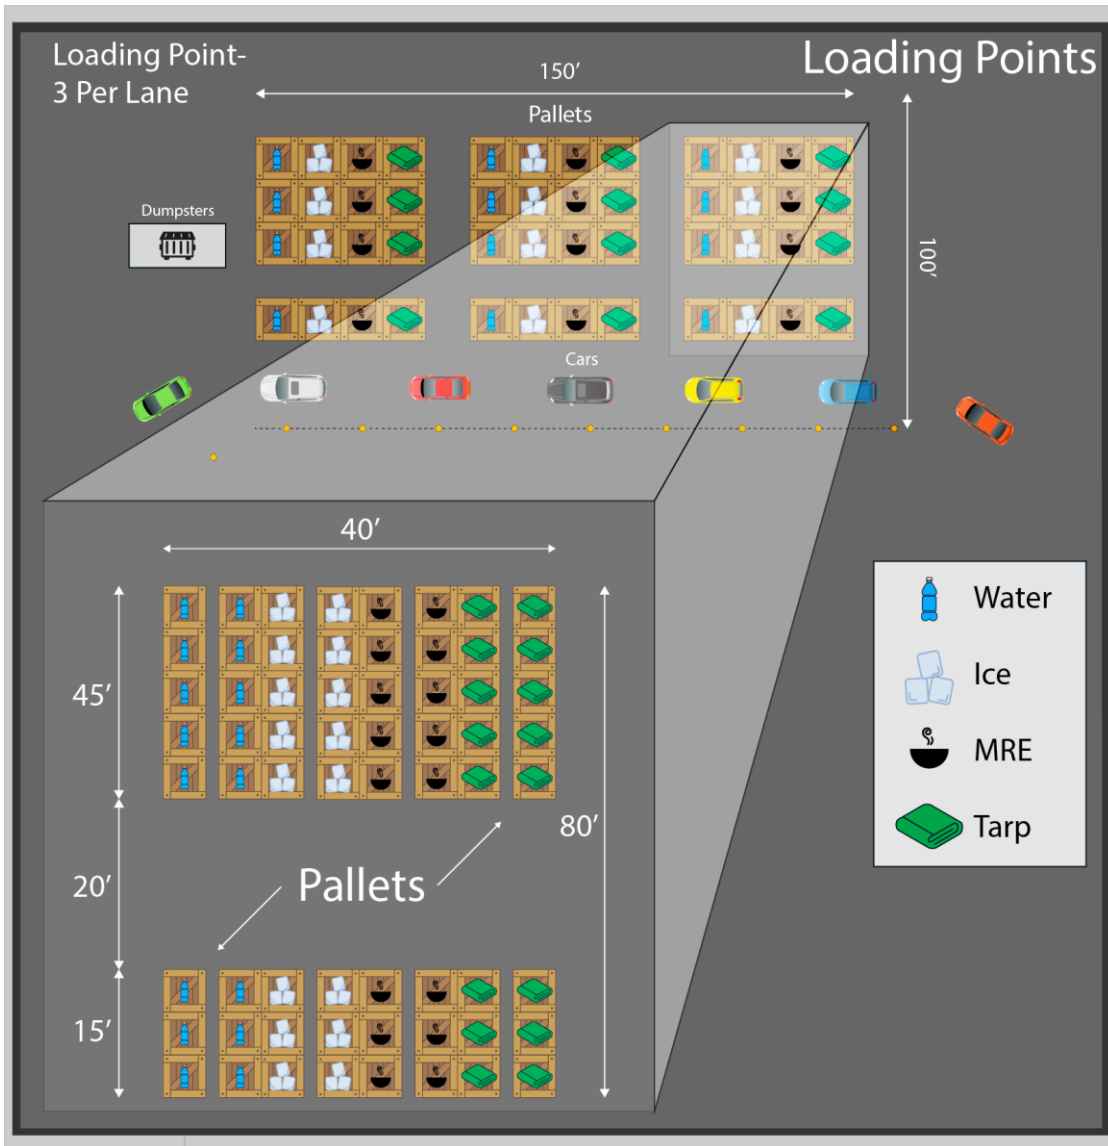 Loading Point-
3 Per Lane
Loading Points
150’
Pallets
Dumpsters
100’
Cars
40’
45’
80’
20’
Pallets
15’
Water
Ice
MRE
Tarp